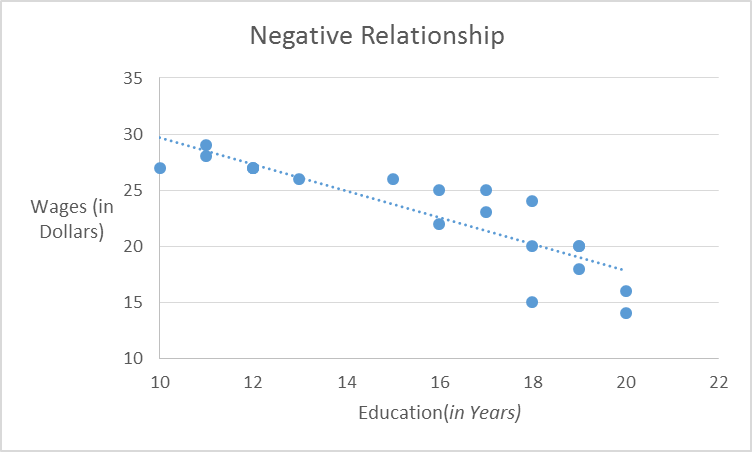 Negative Relationship
35
30
25
20
15
10
Wages (in
Dollars)
10 12 14 16 18 20 22
Education(in Years)